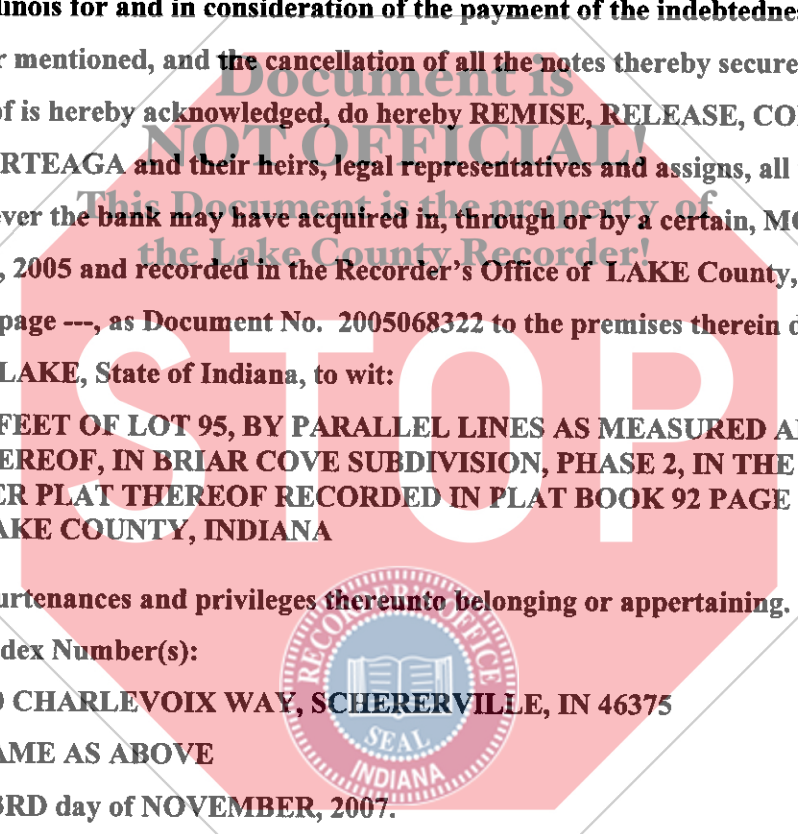 linois for and in consideration of the payment of the indebtedne
r mentioned, and the cancellation of all the notes thereby secure
Document is
of is hereby acknowledged, do hereby REMISE, RELEASE, CO
NOT OFFICIAL!
RTEAGA and their heirs, legal representatives and assigns, all
This Document is the property of
ever the bank may have acquired in, through or by a certain, MO
the Lake County Recorder!
, 2005 and recorded in the Recorder's Office of LAKE County,
page ---, as Document No. 2005068322 to the premises therein d
LAKE, State of Indiana, to wit:
STOP
FEET OF LOT 95, BY PARALLEL LINES AS MEASURED A
EREOF, IN BRIAR COVE SUBDIVISION, PHASE 2, IN THE
ER PLAT THEREOF RECORDED IN PLAT BOOK 92 PAGE
AKE COUNTY, INDIANA
urtenances and privileges thereunto belonging or appertaining.
dex Number(s):
CHARLEVOIX WAY, SCHERERVILLE, IN 46375
AME AS ABOVE
3RD day of NOVEMBER, 2007.
RECORDER'S OFFICE
SEAL
INDIANA